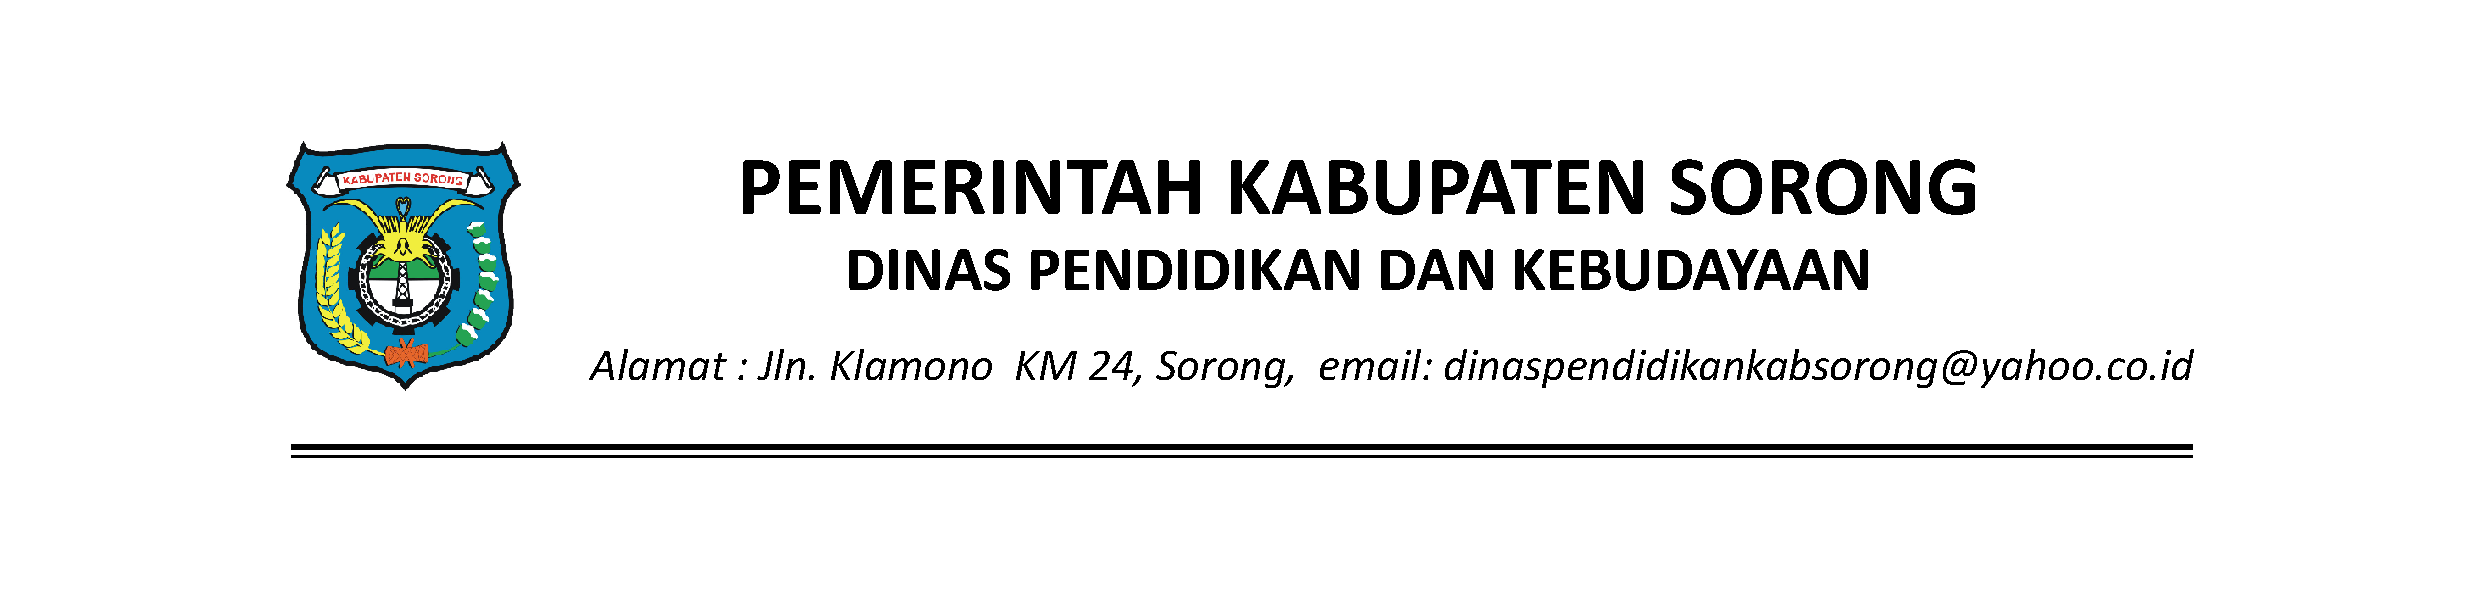 KABUPATEN SORONG
PEMERINTAH KABUPATEN SORONG
DINAS PENDIDIKAN DAN KEBUDAYAAN
Alamat : Jln. Klamono KM 24, Sorong, email: dinaspendidikankabsorong@yahoo.co.id